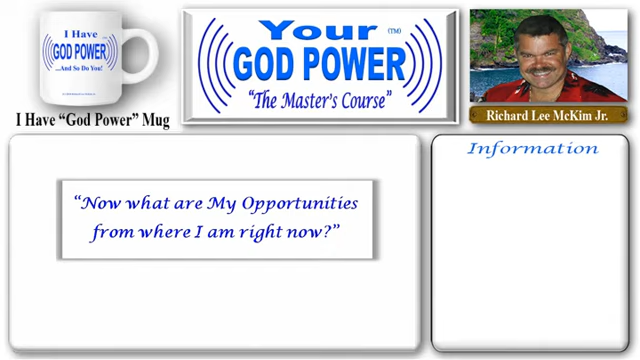 I Have
GOD POWER
...And So Do You!
I Have “God Power” Mug
Your (TM)
GOD POWER
“The Master's Course”
Richard Lee McKim Jr.
“Now what are My Opportunities
from where I am right now?”
Information